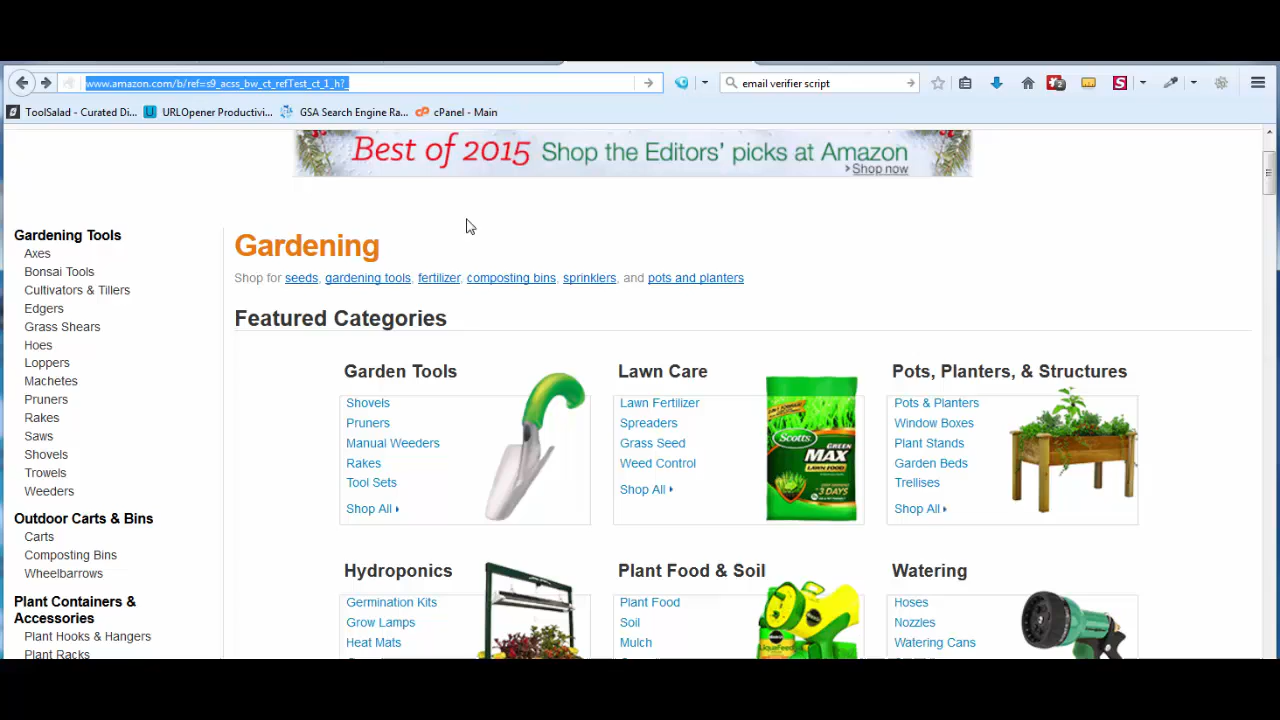 www.amazon.com/b/ref=s9_acss_bw_ct_refTest_ct_1_h?_
email verifier script
2
S
ToolSalad - Curated Di...
URLOpener Productivi...
GSA Search Engine Ra...
cPanel - Main
Best of 2015 Shop the Editors' picks at Amazon
Shop now
Gardening Tools
Axes
Bonsai Tools
Cultivators & Tillers
Edgers
Grass Shears
Hoes
Loppers
Machetes
Pruners
Rakes
Saws
Shovels
Trowels
Weeders
Outdoor Carts & Bins
Carts
Composting Bins
Wheelbarrows
Plant Containers &
Accessories
Plant Hooks & Hangers
Plant Racks
Gardening
Shop for seeds, gardening tools, fertilizer, composting bins, sprinklers, and pots and planters
Featured Categories
Garden Tools
Shovels
Pruners
Manual Weeders
Rakes
Tool Sets
Shop All
Lawn Care
Lawn Fertilizer
Spreaders
Grass Seed
Weed Control
Shop All
Scotts
GREEN
MAX
LAWN FOOD
3 DAYS
Pots, Planters, & Structures
Pots & Planters
Window Boxes
Plant Stands
Garden Beds
Trellises
Shop All
Hydroponics
Germination Kits
Grow Lamps
Heat Mats
Plant Food & Soil
Plant Food
Soil
Mulch
Watering
Hoses
Nozzles
Watering Cans